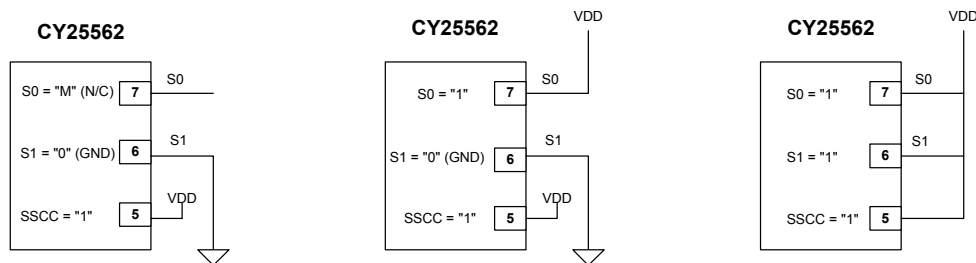 CY25562
S0 = "M" (N/C) 7 S0
S1 = "0" (GND) 6 S1
SSCC = "1" 5 VDD
VDD
CY25562
S0 = "1" 7 S0
S1 = "0" (GND) 6 S1
SSCC = "1" 5 VDD
VDD
CY25562
S0 = "1" 7 S0
S1 = "1" 6 S1
SSCC = "1" 5